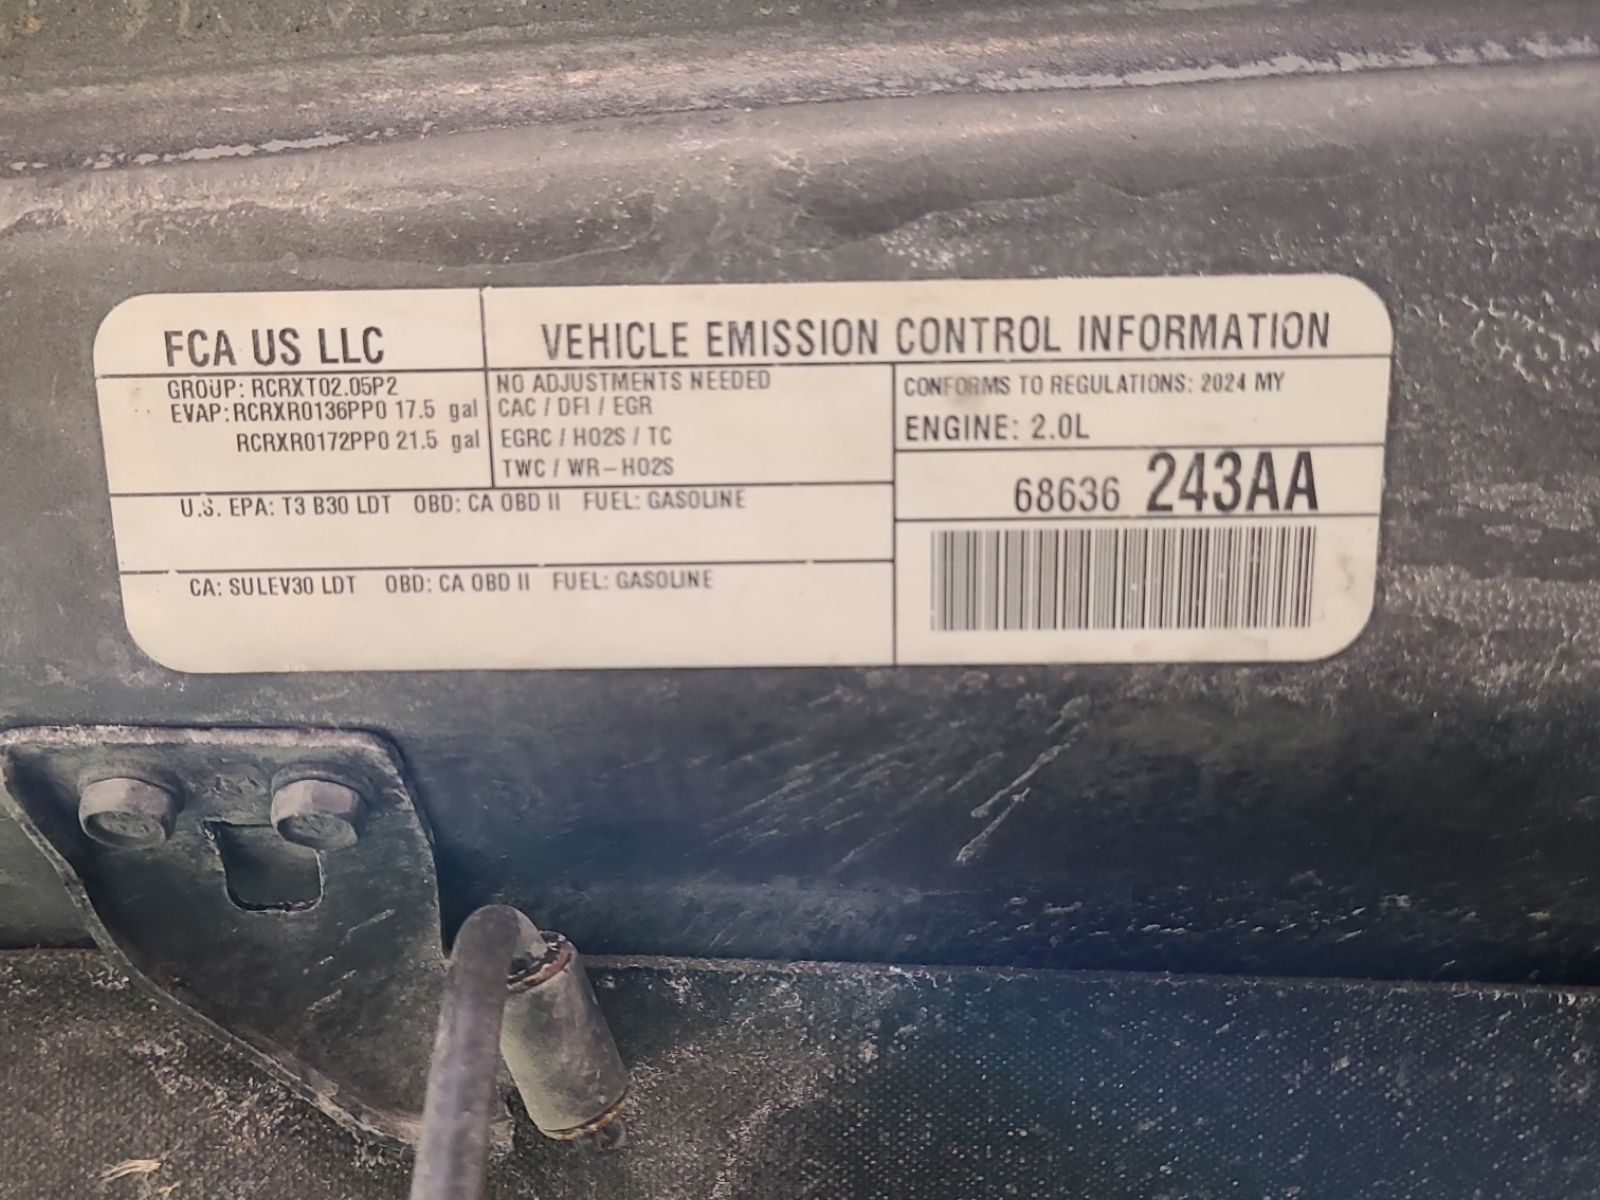 FCA US LLC
VEHICLE EMISSION CONTROL INFORMATION
GROUP: RCRXT02.05P2
EVAP: RCRXR0136PP0 17.5 gal
RCRXR0172PP0 21.5 gal
NO ADJUSTMENTS NEEDED
CAC / DFI / EGR
EGRC / HO2S / TC
TWC / WR-HO2S
CONFORMS TO REGULATIONS: 2024 MY
ENGINE: 2.0L
68636 243AA
U.S. EPA: T3 B30 LDT OBD: CA OBD II FUEL: GASOLINE
CA: SULEV30 LDT OBD: CA OBD II FUEL: GASOLINE